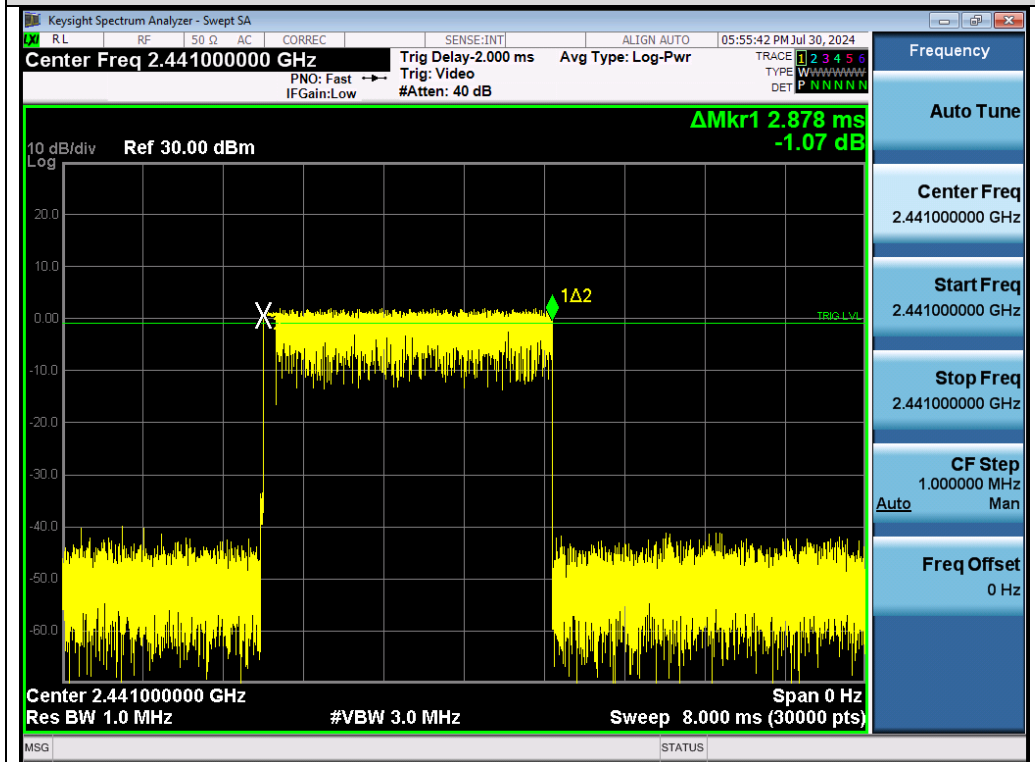 Keysight Spectrum Analyzer - Swept SA
LXI RL RF 50 Ω AC CORREC SENSE:INT ALIGN AUTO 05:55:42 PM Jul 30, 2024
Center Freq 2.441000000 GHz
PNO: Fast
IFGain:Low
Trig Delay-2.000 ms
Trig: Video
#Atten: 40 dB
Avg Type: Log-Pwr
TRACE 1 2 3 4 5 6
TYPE WWWWWWW
DET P N N N N N
ΔMkr1 2.878 ms
-1.07 dB
10 dB/div Ref 30.00 dBm
Log
20.0
10.0
0.00
-10.0
-20.0
-30.0
-40.0
-50.0
-60.0
1Δ2
TRIG LVL
Center 2.441000000 GHz Span 0 Hz
Res BW 1.0 MHz #VBW 3.0 MHz Sweep 8.000 ms (30000 pts)
MSG STATUS
Frequency
Auto Tune
Center Freq
2.441000000 GHz
Start Freq
2.441000000 GHz
Stop Freq
2.441000000 GHz
CF Step
1.000000 MHz
Auto Man
Freq Offset
0 Hz